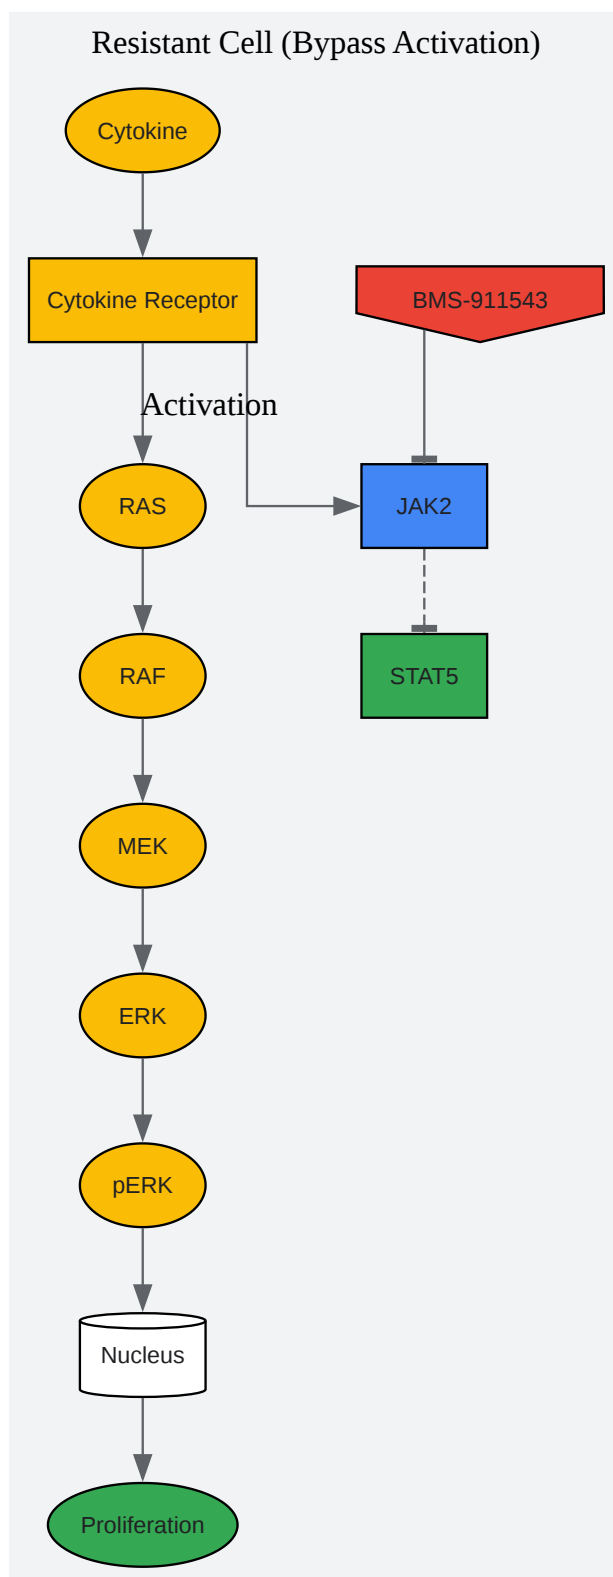 Resistant Cell (Bypass Activation)
Cytokine
Cytokine Receptor
BMS-911543
Activation
RAS
JAK2
RAF
STAT5
MEK
ERK
pERK
Nucleus
Proliferation